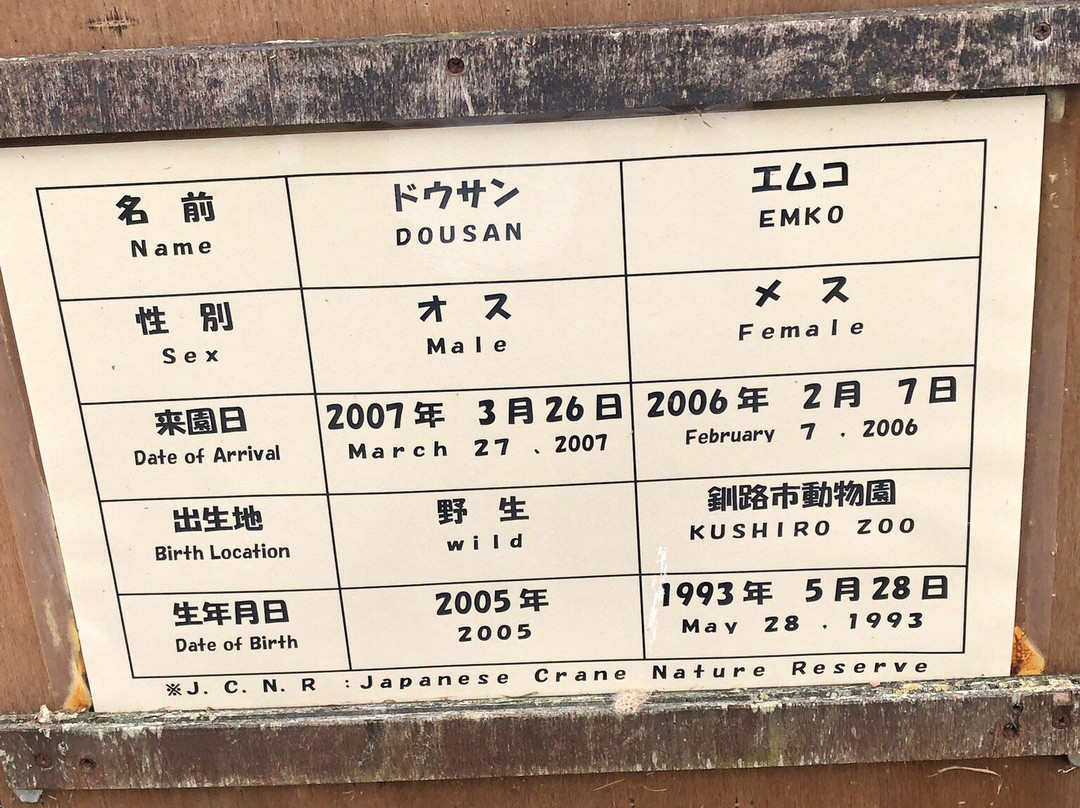 名 前 ドウサン エムコ
Name DOUSAN EMKO
性 別 オ ス メ ス
Sex Male Female
来園日 2007年 3月26日 2006年 2月 7日
Date of Arrival March 27 、2007 February 7 . 2006
出生地 野 生 釧路市動物園
Birth Location wild KUSHIRO ZOO
生年月日 2005年 1993年 5月28日
Date of Birth 2005 May 28 . 1993
※J.C.N.R :Japanese Crane Nature Reserve